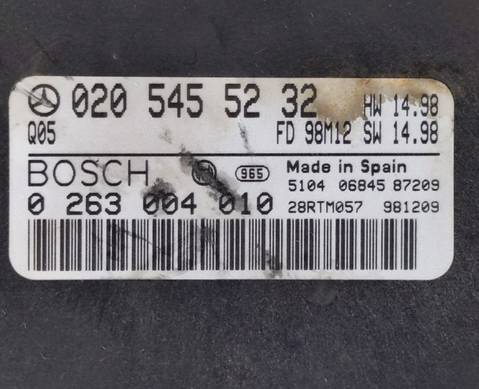 020 545 52 32 HW 14.98
Q05 FD 98M12 SW 14.98
BOSCH 965 Made in Spain
5104 06845 87209
0 263 004 010 28RTM057 981209